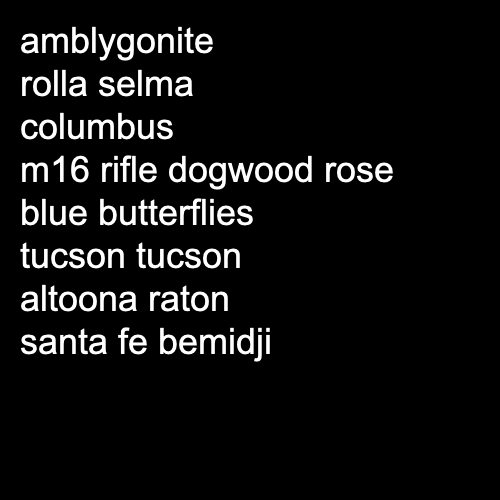 amblygonite
rolla selma
columbus
m16 rifle dogwood rose
blue butterflies
tucson tucson
altoona raton
santa fe bemidji